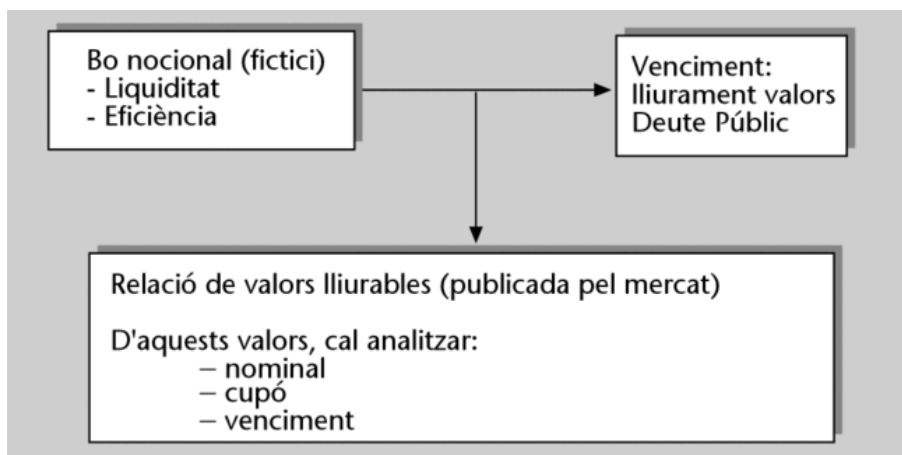 Bo nocional (fictici)
- Liquiditat
- Eficiència
Venciment:
lliurament valors
Deute Públic
Relació de valors lliurables (publicada pel mercat)
D'aquests valors, cal analitzar:
– nominal
– cupó
– venciment